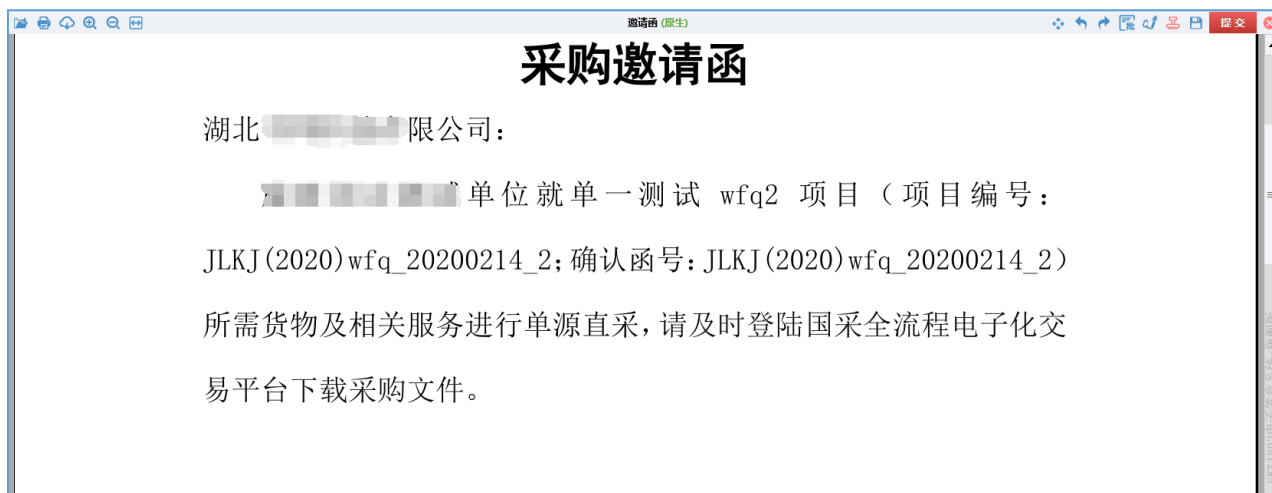 邀请函 (原生)
提交
采购邀请函
湖北 限公司：
单位就单一测试 wfq2 项目（项目编号：
JLKJ(2020)wfq_20200214_2;确认函号:JLKJ(2020)wfq_20200214_2）
所需货物及相关服务进行单源直采,请及时登陆国采全流程电子化交
易平台下载采购文件。